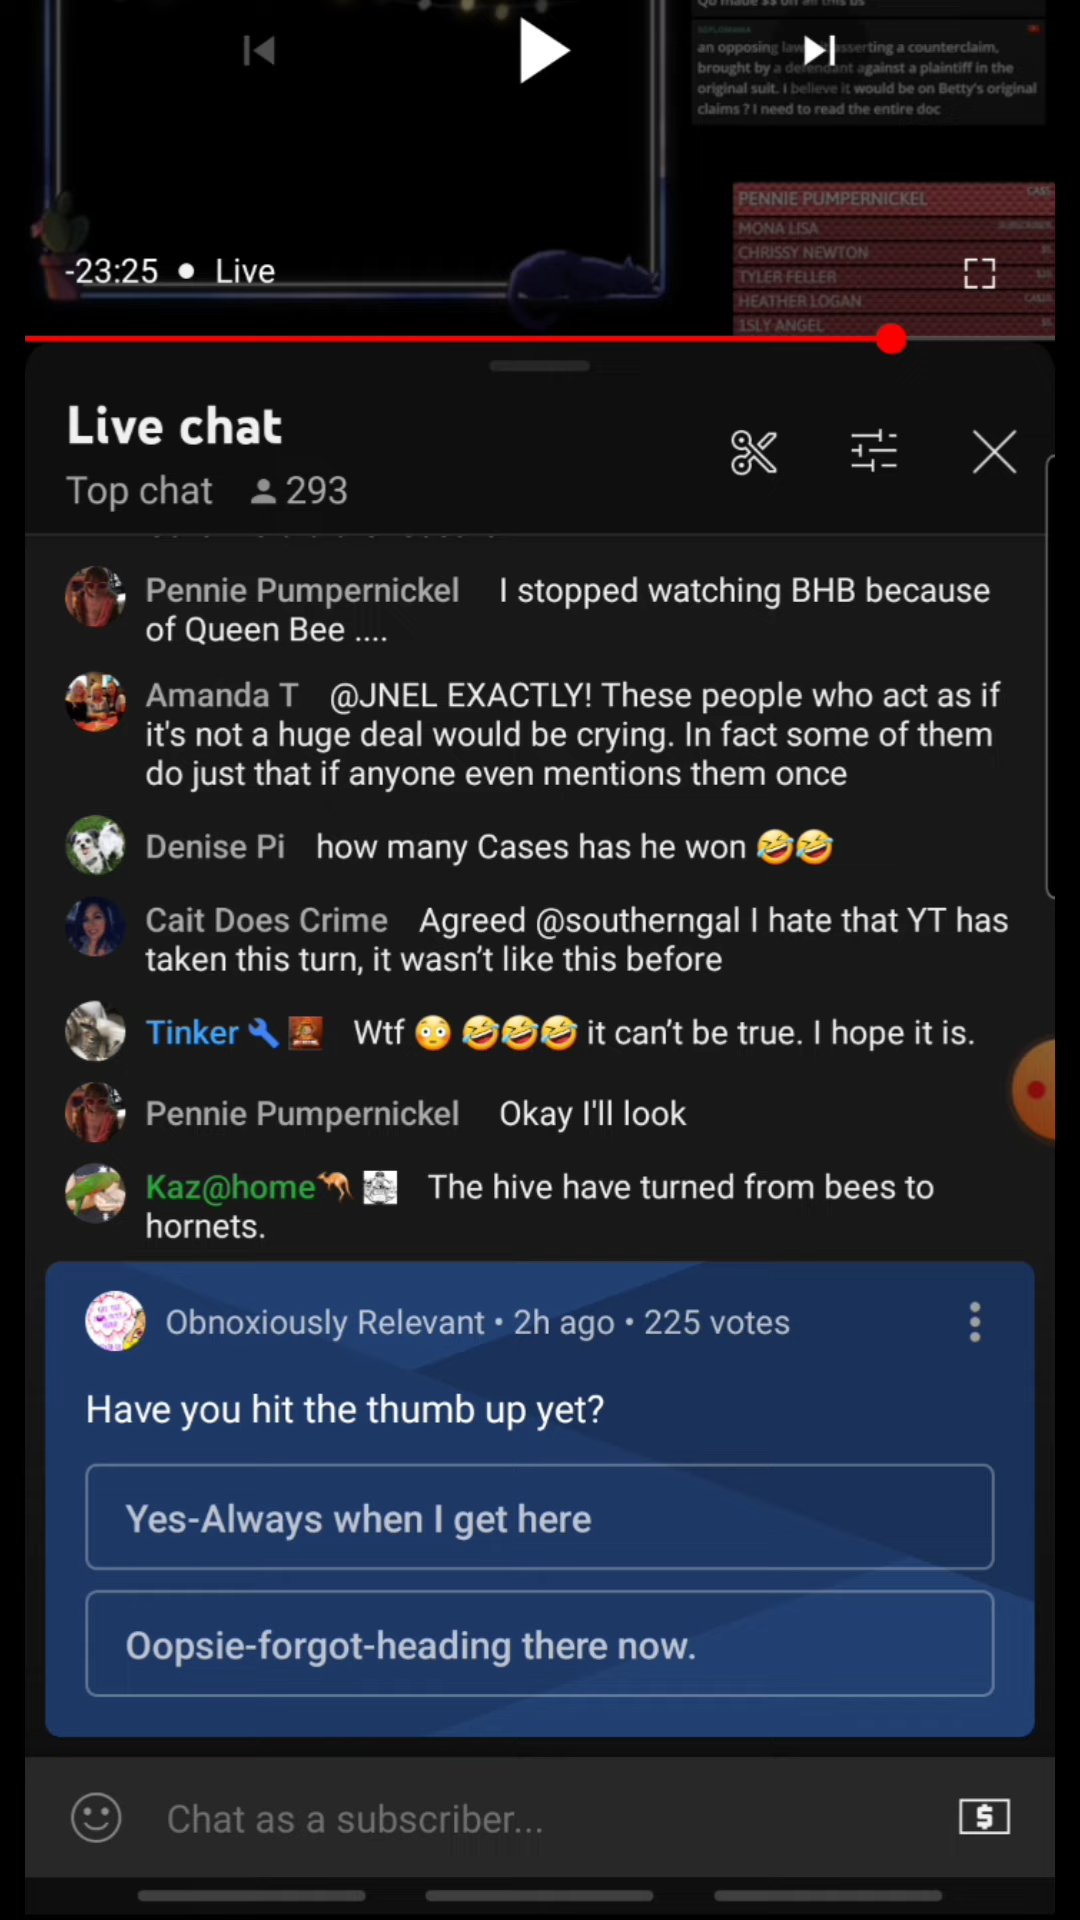 an opposing law
asserting a counterclaim,
brought by a defendant against a plaintiff in the
original suit. i believe it would be on Betty's original
claims ? I need to read the entire doc
PENNIE PUMPERNICKEL
MONA LISA
CHRISSY NEWTON
TYLER FELLER
HEATHER LOGAN
1SLY ANGEL
-23:25 • Live
Live chat
Top chat 293
Pennie Pumpernickel I stopped watching BHB because
of Queen Bee ....
Amanda T @JNEL EXACTLY! These people who act as if
it's not a huge deal would be crying. In fact some of them
do just that if anyone even mentions them once
Denise Pi how many Cases has he won 🤣🤣
Cait Does Crime Agreed @southerngal I hate that YT has
taken this turn, it wasn't like this before
Tinker🔧 Wtf 😳 🤣🤣🤣 it can't be true. I hope it is.
Pennie Pumpernickel Okay I'll look
Kaz@home🦘 The hive have turned from bees to
hornets.
Obnoxiously Relevant • 2h ago • 225 votes
Have you hit the thumb up yet?
Yes-Always when I get here
Oopsie-forgot-heading there now.
Chat as a subscriber...
$